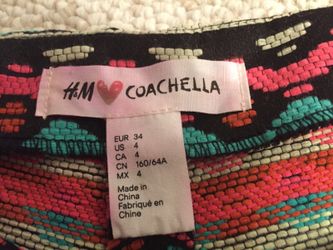 H&M COACHELLA
EUR 34
US 4
CA 4
CN 160/64A
MX 4
Made in
China
Fabriqué en
Chine